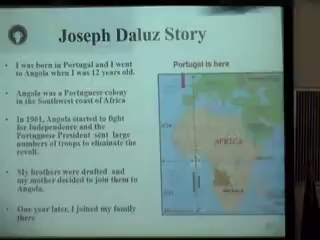 Joseph Daluz Story
• I was born in Portugal and I went
to Angola when I was 12 years old.
Portugal is here
• Angola was a Portuguese colony
in the Southwest coast of Africa
• In 1961, Angola started to fight
for Independence and the
Portuguese President sent large
numbers of troops to eliminate the
revolt.
AFRICA
• My brothers were drafted and
my mother decided to join them to
Angola.
• One year later, I joined my family
there